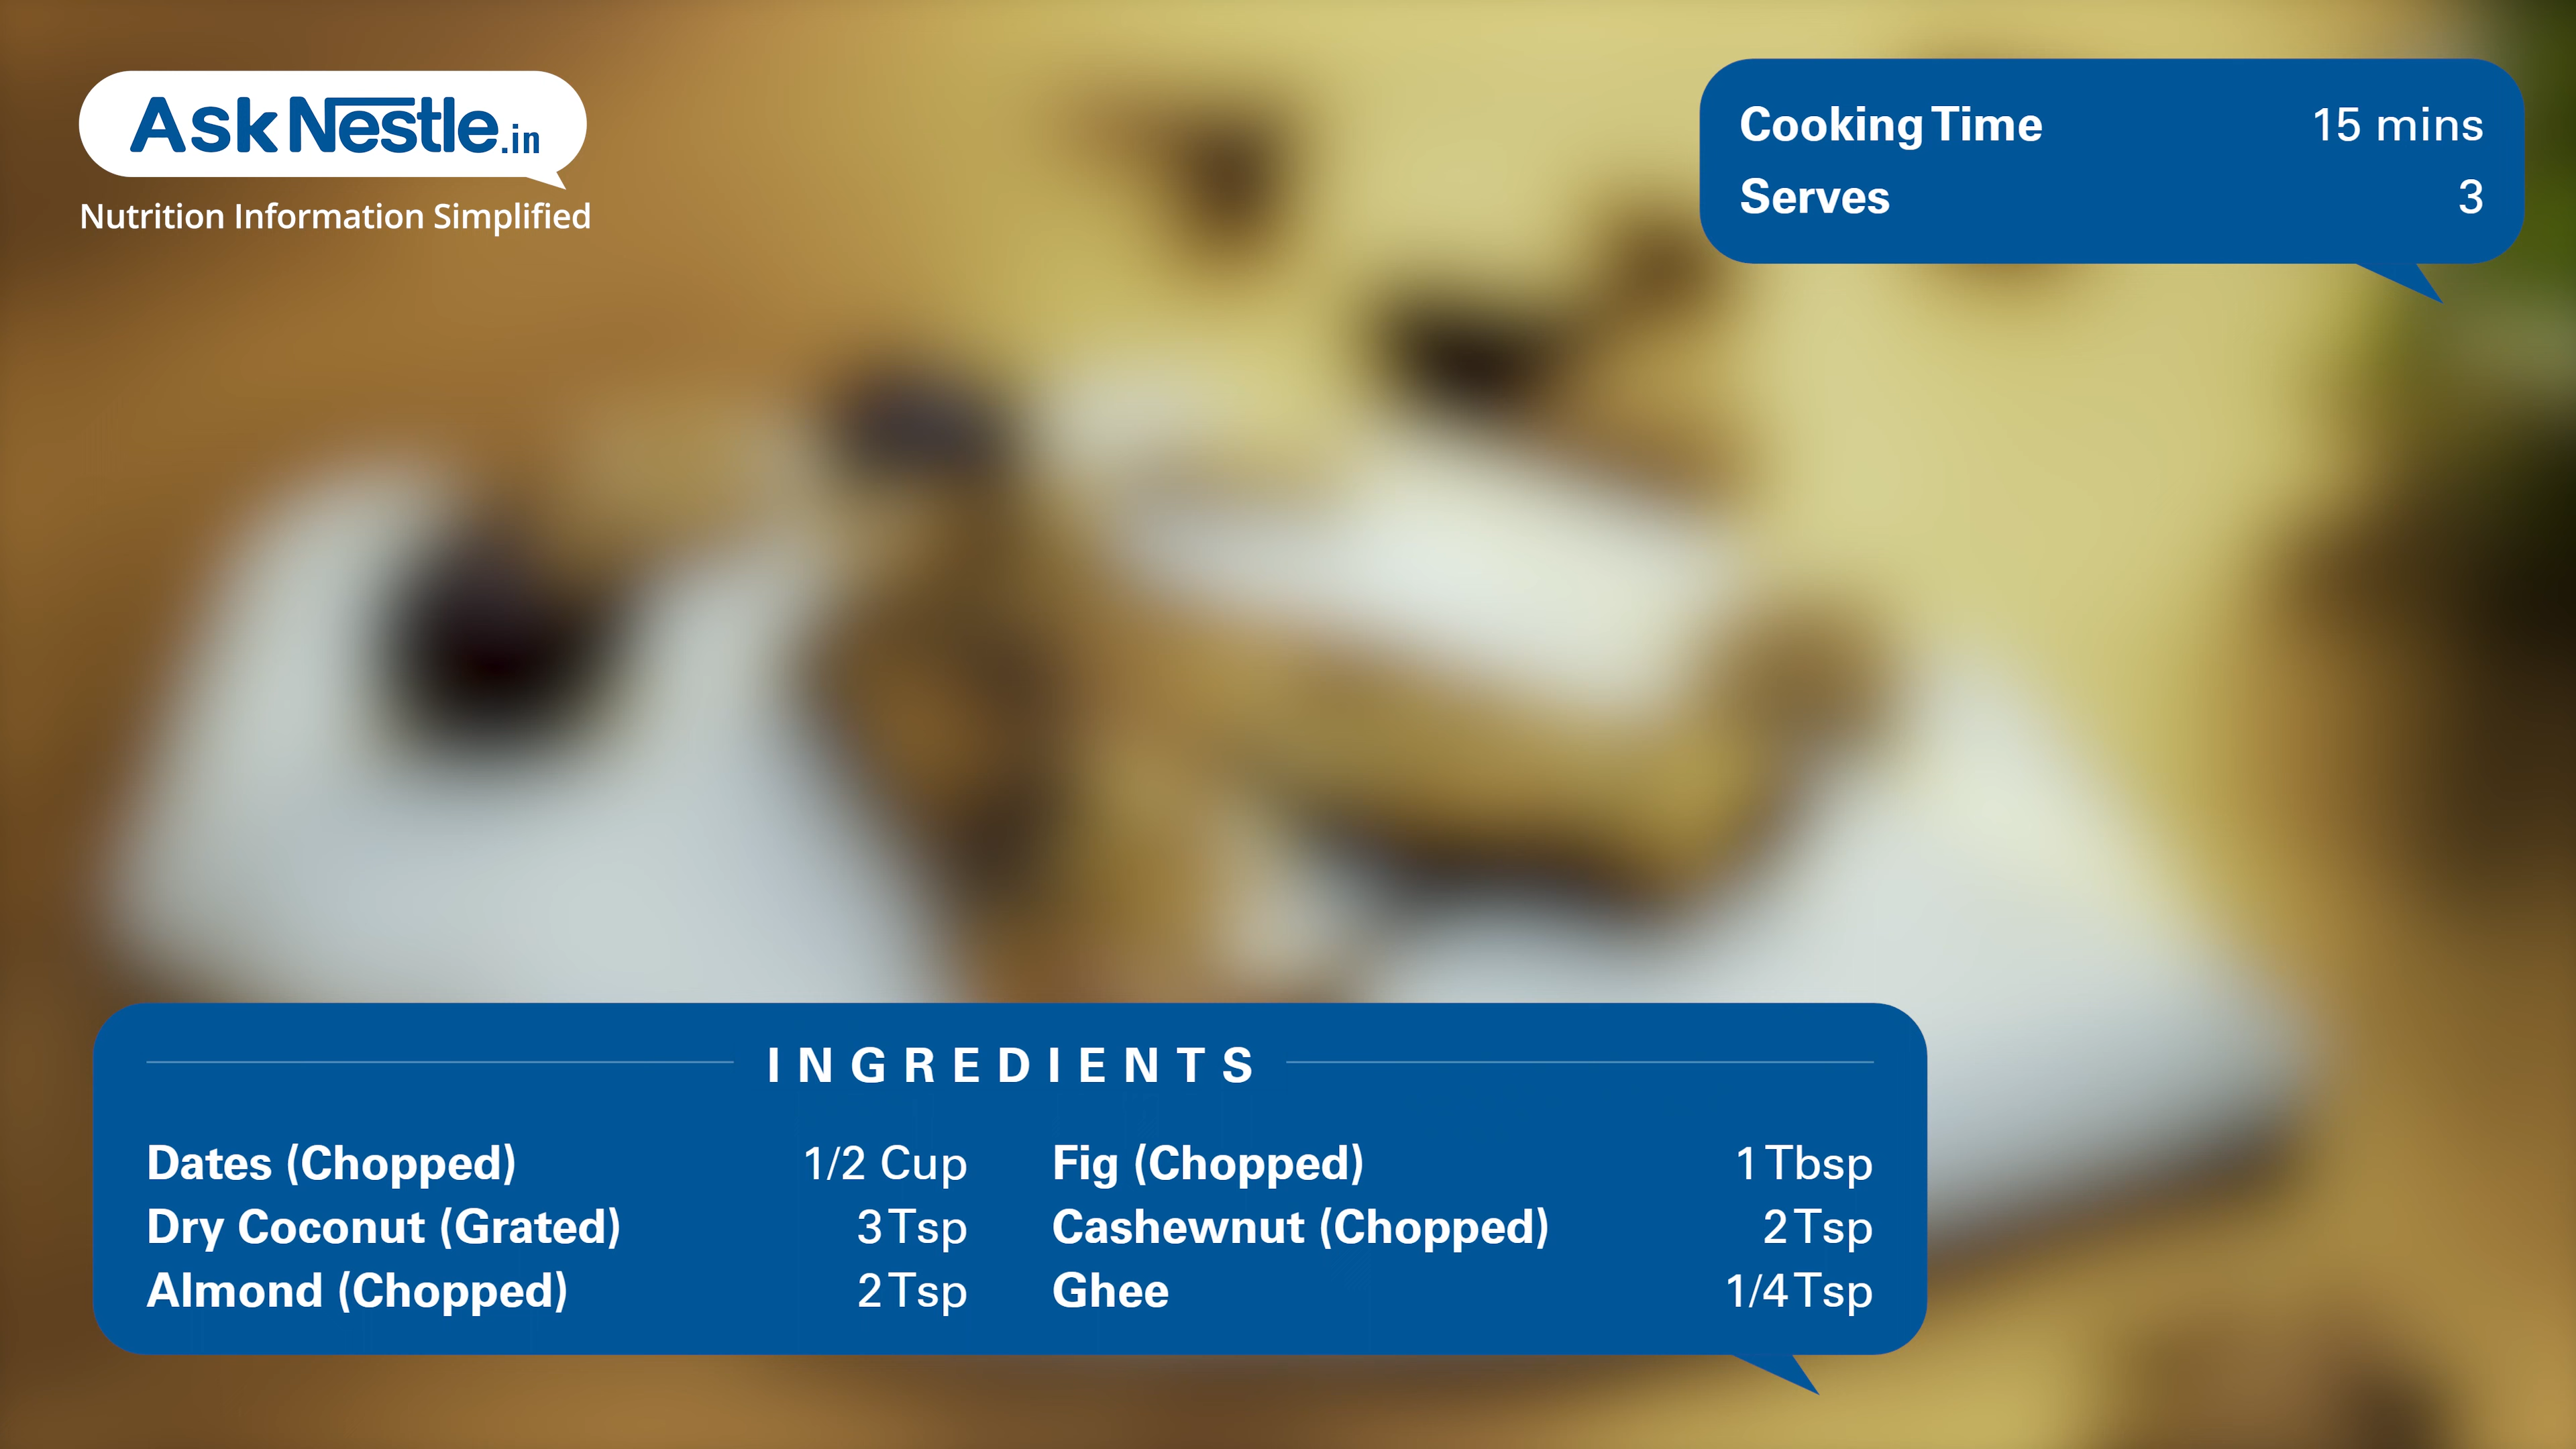 AskNestle.in
Nutrition Information Simplified
Cooking Time 15 mins
Serves 3
INGREDIENTS
Dates (Chopped) 1/2 Cup Fig (Chopped) 1 Tbsp
Dry Coconut (Grated) 3 Tsp Cashewnut (Chopped) 2 Tsp
Almond (Chopped) 2 Tsp Ghee 1/4 Tsp